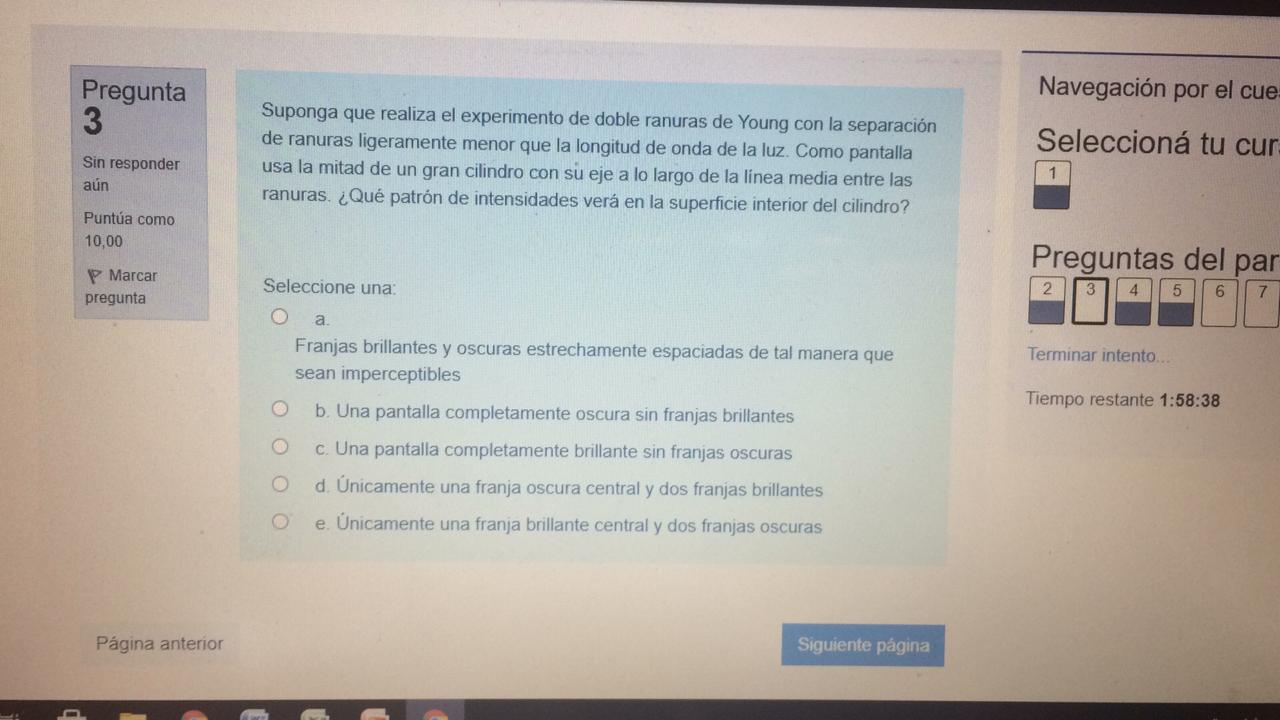 Pregunta
3
Sin responder
aún
Puntúa como
10,00
Marcar
pregunta
Suponga que realiza el experimento de doble ranuras de Young con la separación
de ranuras ligeramente menor que la longitud de onda de la luz. Como pantalla
usa la mitad de un gran cilindro con su eje a lo largo de la línea media entre las
ranuras. ¿Qué patrón de intensidades verá en la superficie interior del cilindro?
Seleccione una:
a.
Franjas brillantes y oscuras estrechamente espaciadas de tal manera que
sean imperceptibles
b. Una pantalla completamente oscura sin franjas brillantes
c. Una pantalla completamente brillante sin franjas oscuras
d. Únicamente una franja oscura central y dos franjas brillantes
e. Únicamente una franja brillante central y dos franjas oscuras
Página anterior
Siguiente página
Navegación por el cue
Seleccioná tu cur
1
Preguntas del par
2 3 4 5 6 7
Terminar intento...
Tiempo restante 1:58:38